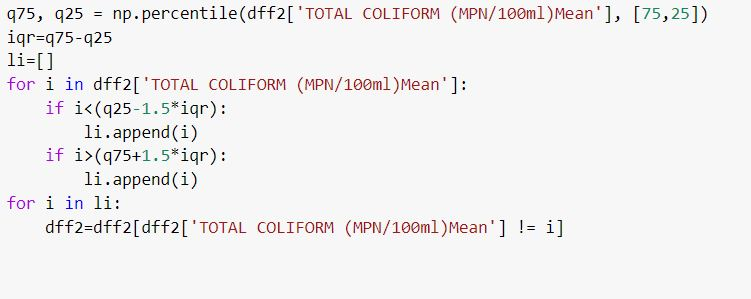 q75, q25 = np.percentile(dff2['TOTAL COLIFORM (MPN/100ml)Mean'], [75,25])
iqr=q75-q25
li=[]
for i in dff2['TOTAL COLIFORM (MPN/100ml)Mean']:
    if i<(q25-1.5*iqr):
        li.append(i)
    if i>(q75+1.5*iqr):
        li.append(i)
for i in li:
    dff2=dff2[dff2['TOTAL COLIFORM (MPN/100ml)Mean'] != i]